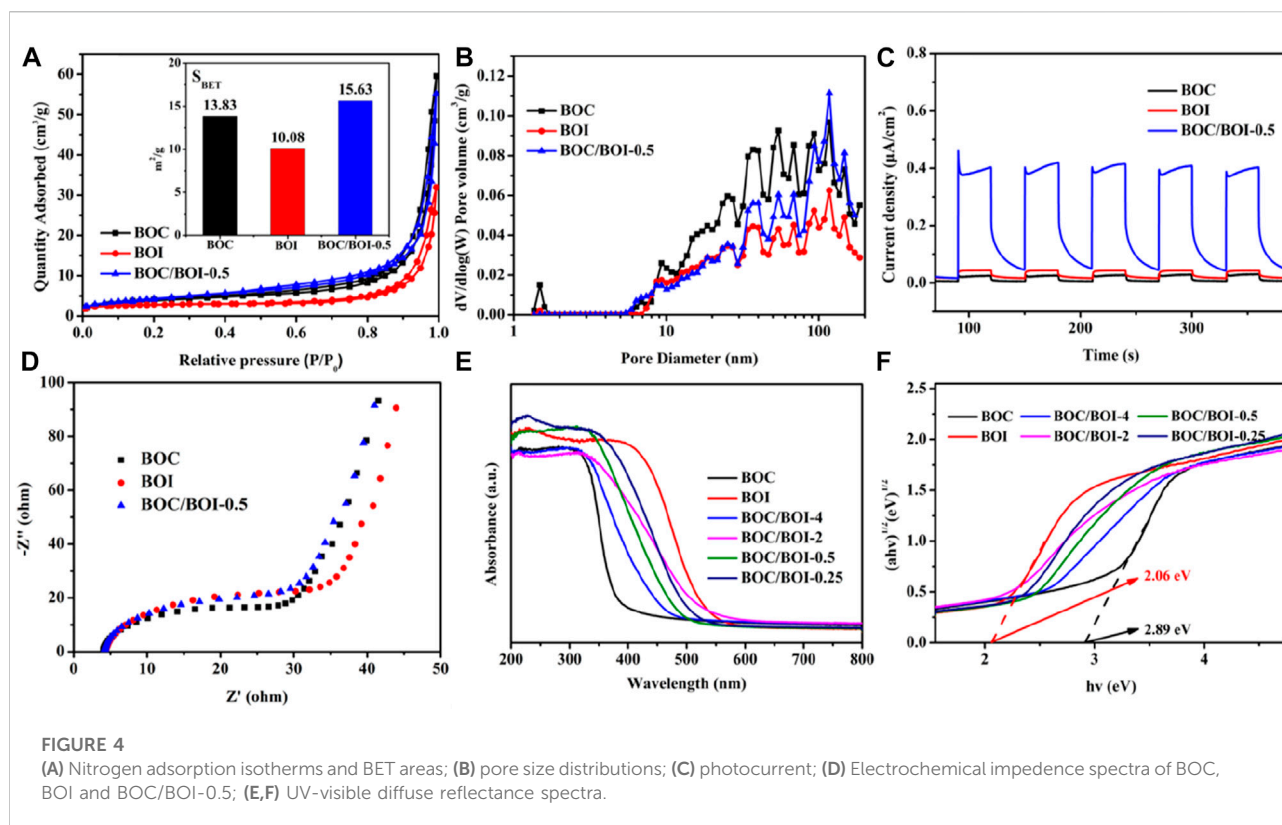 A
Quantity Adsorbed (cm³/g)
60
50
40
30
20
10
0
0.0 0.2 0.4 0.6 0.8 1.0
Relative pressure (P/P₀)
BOC
BOI
BOC/BOI-0.5
S_BET
m²/g
20
15
10
5
0
13.83
10.08
15.63
BOC BOI BOC/BOI-0.5
B
dV/dlog(W) Pore volume (cm³/g)
0.12
0.10
0.08
0.06
0.04
0.02
0.00
1 10 100
Pore Diameter (nm)
BOC
BOI
BOC/BOI-0.5
C
Current density (µA/cm²)
0.8
0.6
0.4
0.2
0.0
100 200 300
Time (s)
BOC
BOI
BOC/BOI-0.5
D
-Z'' (ohm)
100
80
60
40
20
0
0 10 20 30 40 50
Z' (ohm)
BOC
BOI
BOC/BOI-0.5
E
Absorbance (a.u.)
200 300 400 500 600 700 800
Wavelength (nm)
BOC
BOI
BOC/BOI-4
BOC/BOI-2
BOC/BOI-0.5
BOC/BOI-0.25
F
(ahv)^1/2(eV)^1/2
2.5
2.0
1.5
1.0
0.5
0.0
2 3 4
hv (eV)
BOC BOC/BOI-4 BOC/BOI-0.5
BOI BOC/BOI-2 BOC/BOI-0.25
2.06 eV
2.89 eV
FIGURE 4
(A) Nitrogen adsorption isotherms and BET areas; (B) pore size distributions; (C) photocurrent; (D) Electrochemical impedence spectra of BOC,
BOI and BOC/BOI-0.5; (E,F) UV-visible diffuse reflectance spectra.